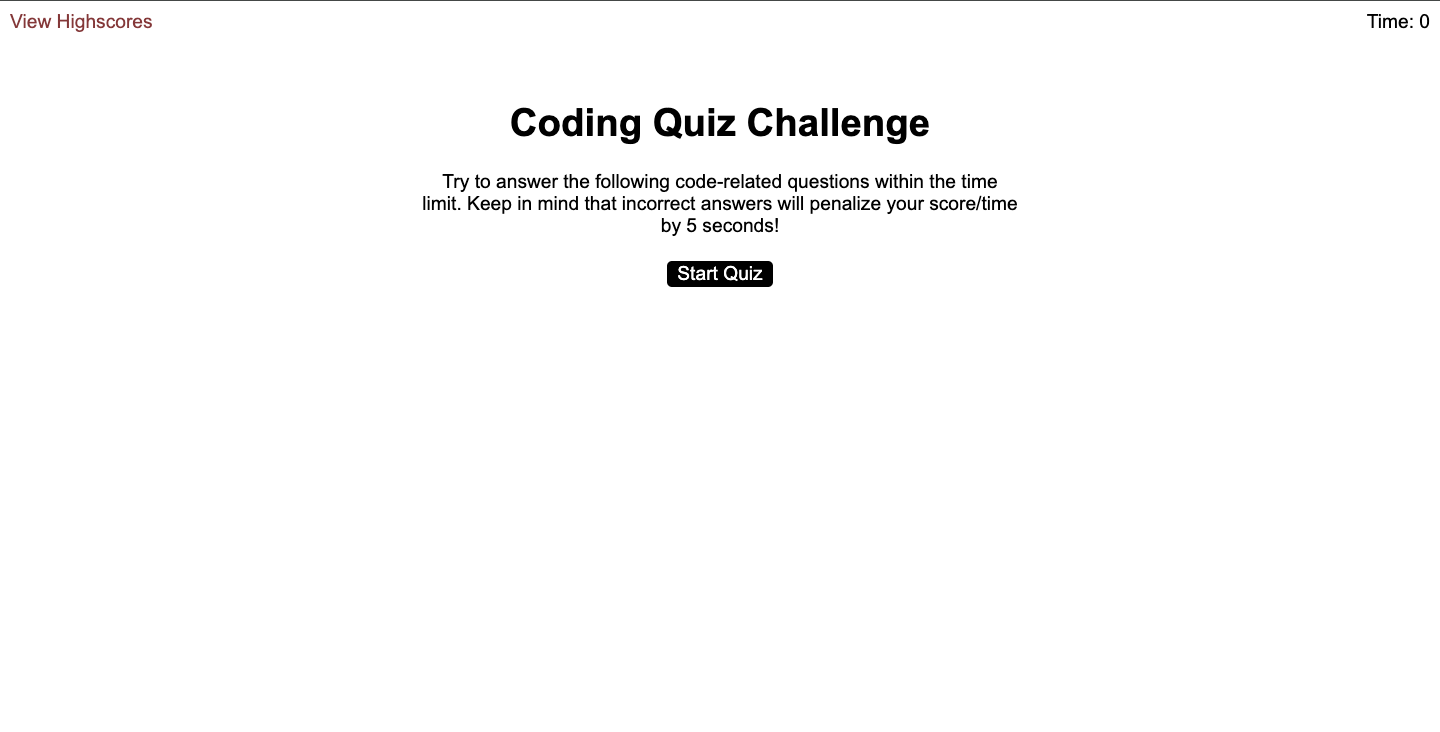 View Highscores
Time: 0
Coding Quiz Challenge
Try to answer the following code-related questions within the time
limit. Keep in mind that incorrect answers will penalize your score/time
by 5 seconds!
Start Quiz